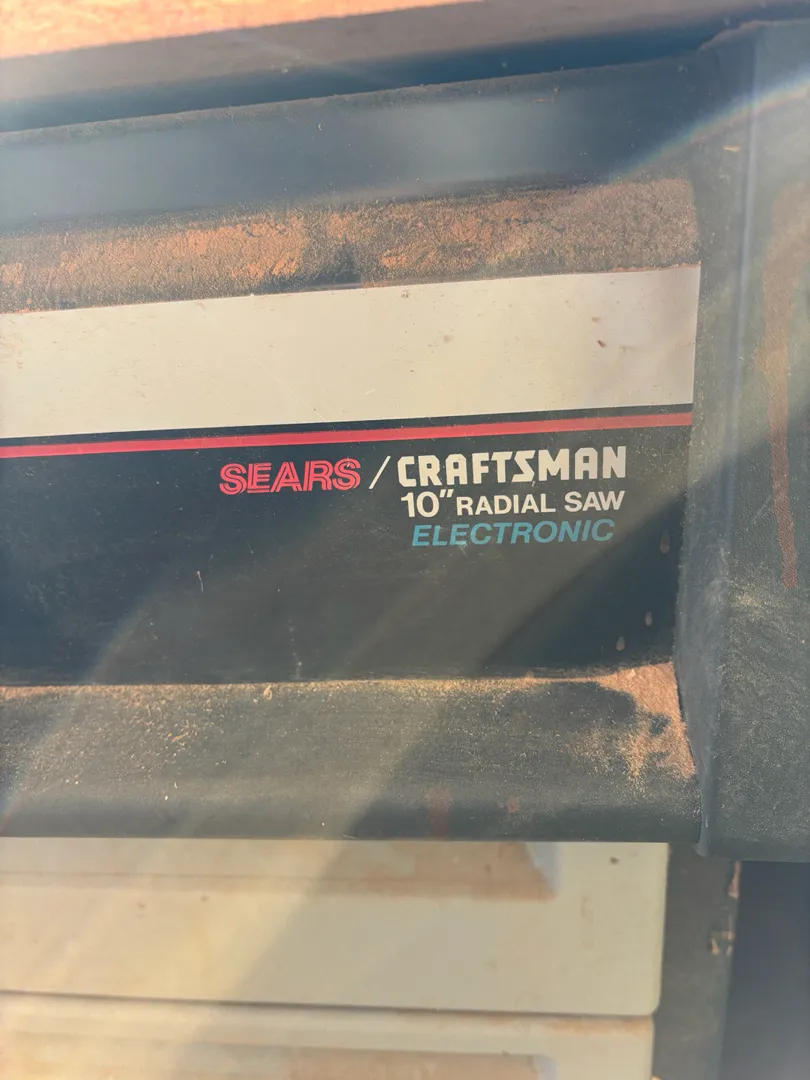 SEARS / CRAFTSMAN
10" RADIAL SAW
ELECTRONIC